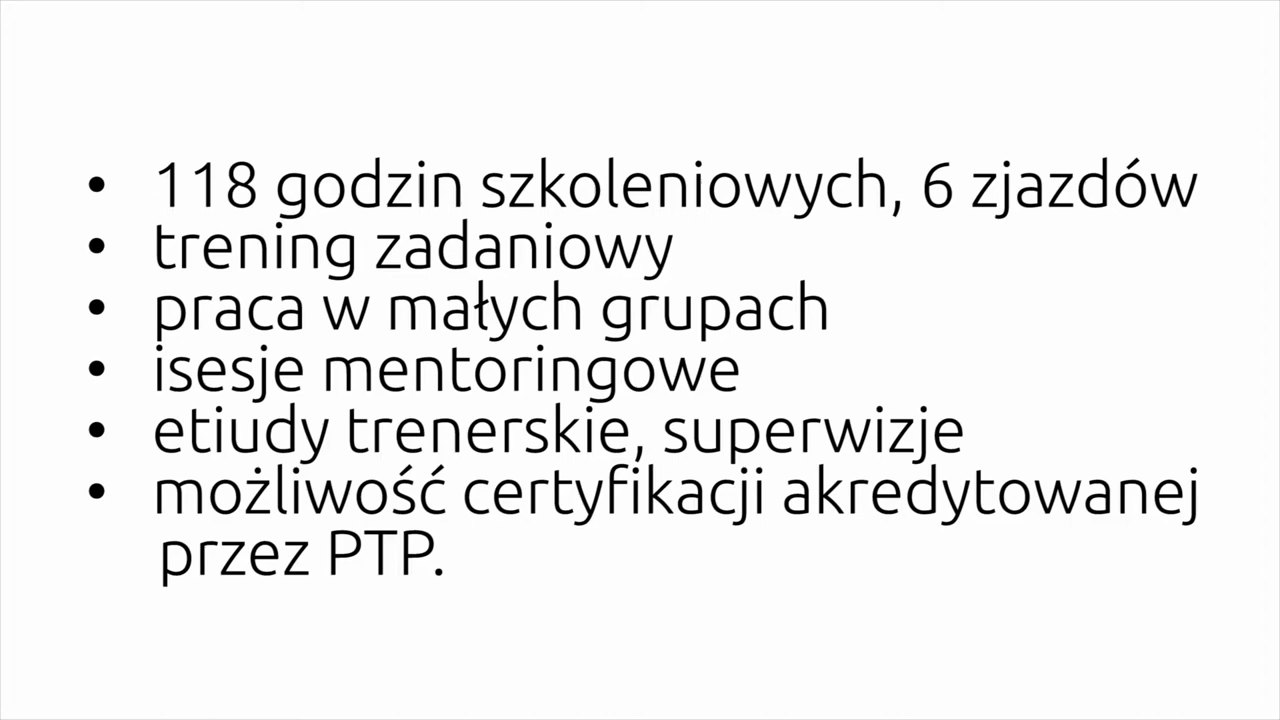 • 118 godzin szkoleniowych, 6 zjazdów
• trening zadaniowy
• praca w małych grupach
• isesje mentoringowe
• etiudy trenerskie, superwizje
• możliwość certyfikacji akredytowanej
przez PTP.